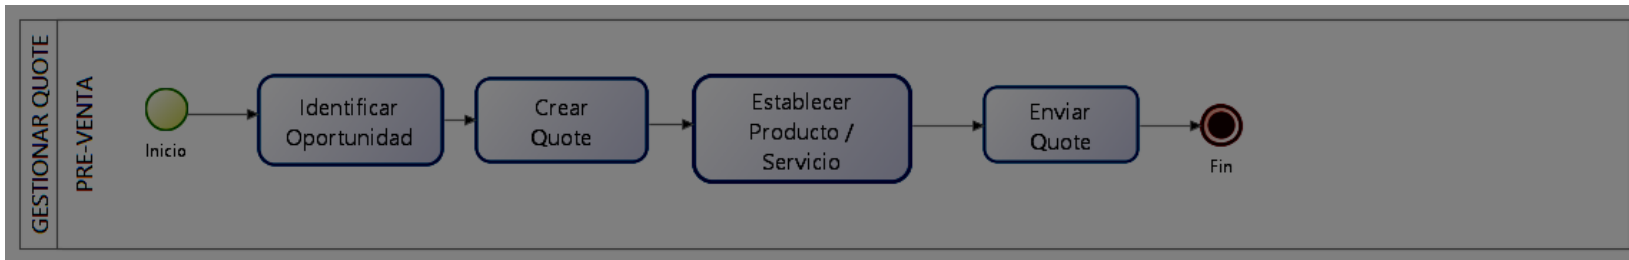 GESTIONAR QUOTE
PRE-VENTA
Inicio
Identificar
Oportunidad
Crear
Quote
Establecer
Producto /
Servicio
Enviar
Quote
Fin